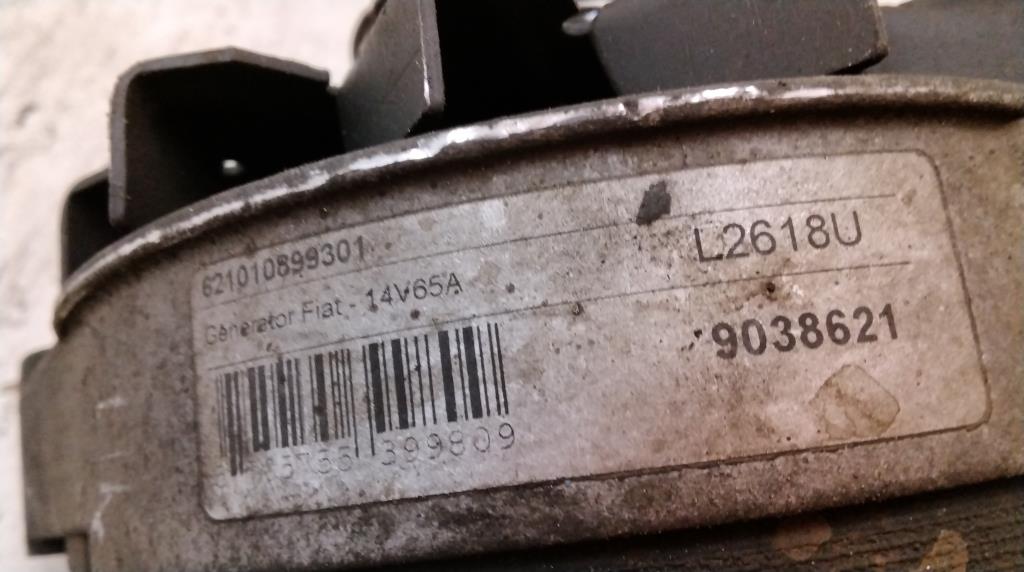 621010899301
Generator Fiat - 14V65A
L2618U
9038621
399809